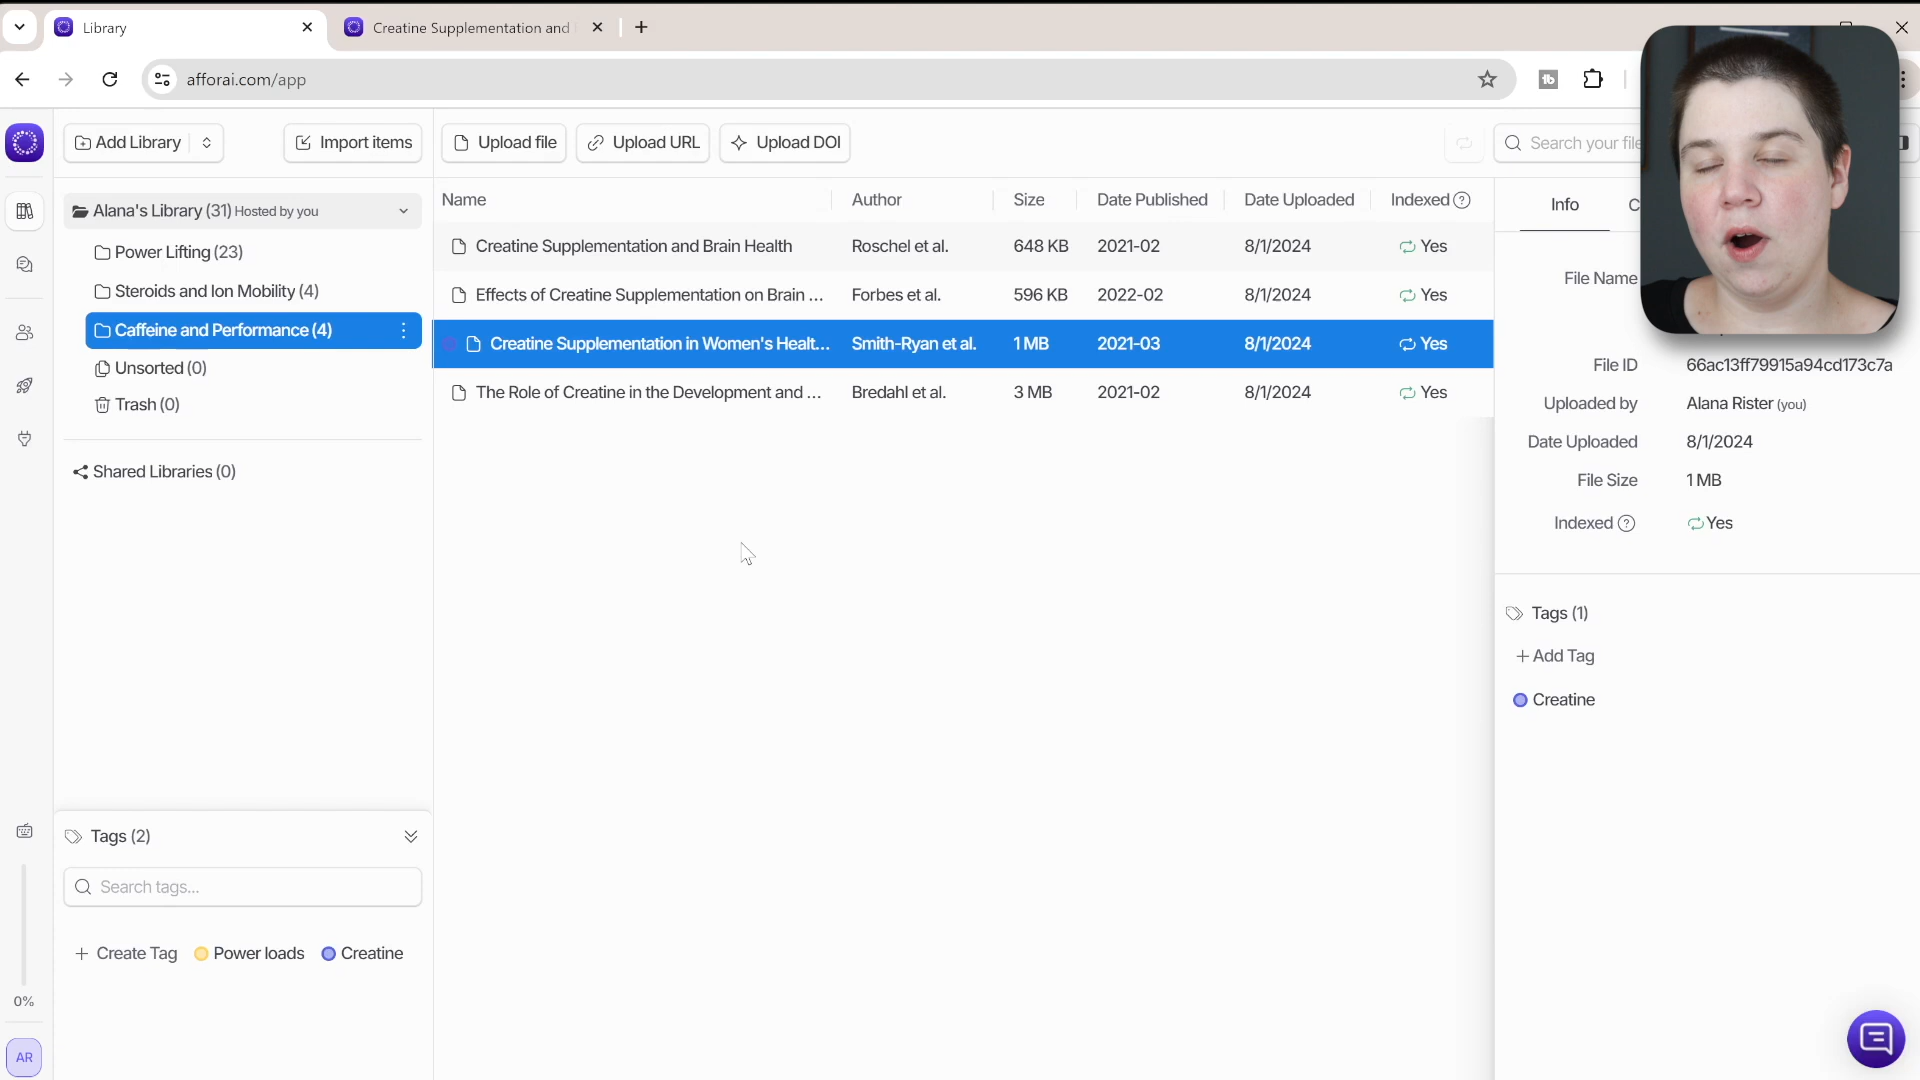 Library
Creatine Supplementation and
afforai.com/app
Add Library
Import items
Upload file
Upload URL
Upload DOI
Search your file
Alana's Library (31) Hosted by you
Power Lifting (23)
Steroids and Ion Mobility (4)
Caffeine and Performance (4)
Unsorted (0)
Trash (0)
Shared Libraries (0)
Name Author Size Date Published Date Uploaded Indexed ?
Creatine Supplementation and Brain Health Roschel et al. 648 KB 2021-02 8/1/2024 Yes
Effects of Creatine Supplementation on Brain ... Forbes et al. 596 KB 2022-02 8/1/2024 Yes
Creatine Supplementation in Women's Healt... Smith-Ryan et al. 1 MB 2021-03 8/1/2024 Yes
The Role of Creatine in the Development and ... Bredahl et al. 3 MB 2021-02 8/1/2024 Yes
Info C
File Name
File ID 66ac13ff79915a94cd173c7a
Uploaded by Alana Rister (you)
Date Uploaded 8/1/2024
File Size 1 MB
Indexed ? Yes
Tags (1)
+ Add Tag
Creatine
Tags (2)
Search tags...
+ Create Tag Power loads Creatine
0%
AR